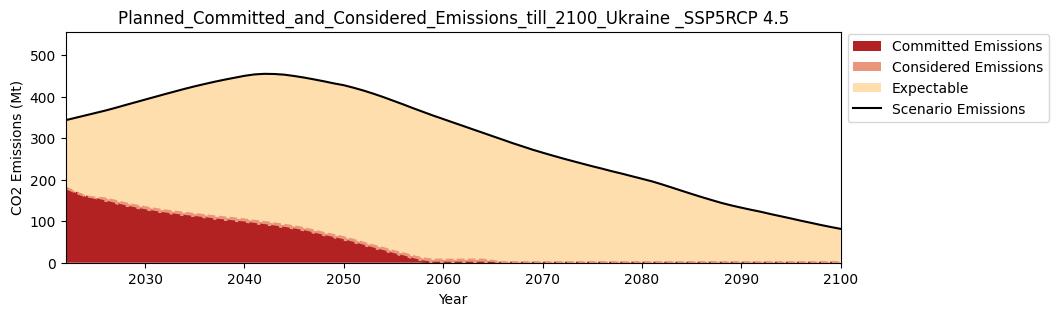 Planned_Committed_and_Considered_Emissions_till_2100_Ukraine _SSP5RCP 4.5
CO2 Emissions (Mt)
500
400
300
200
100
0
2030 2040 2050 2060 2070 2080 2090 2100
Year
Committed Emissions
Considered Emissions
Expectable
Scenario Emissions